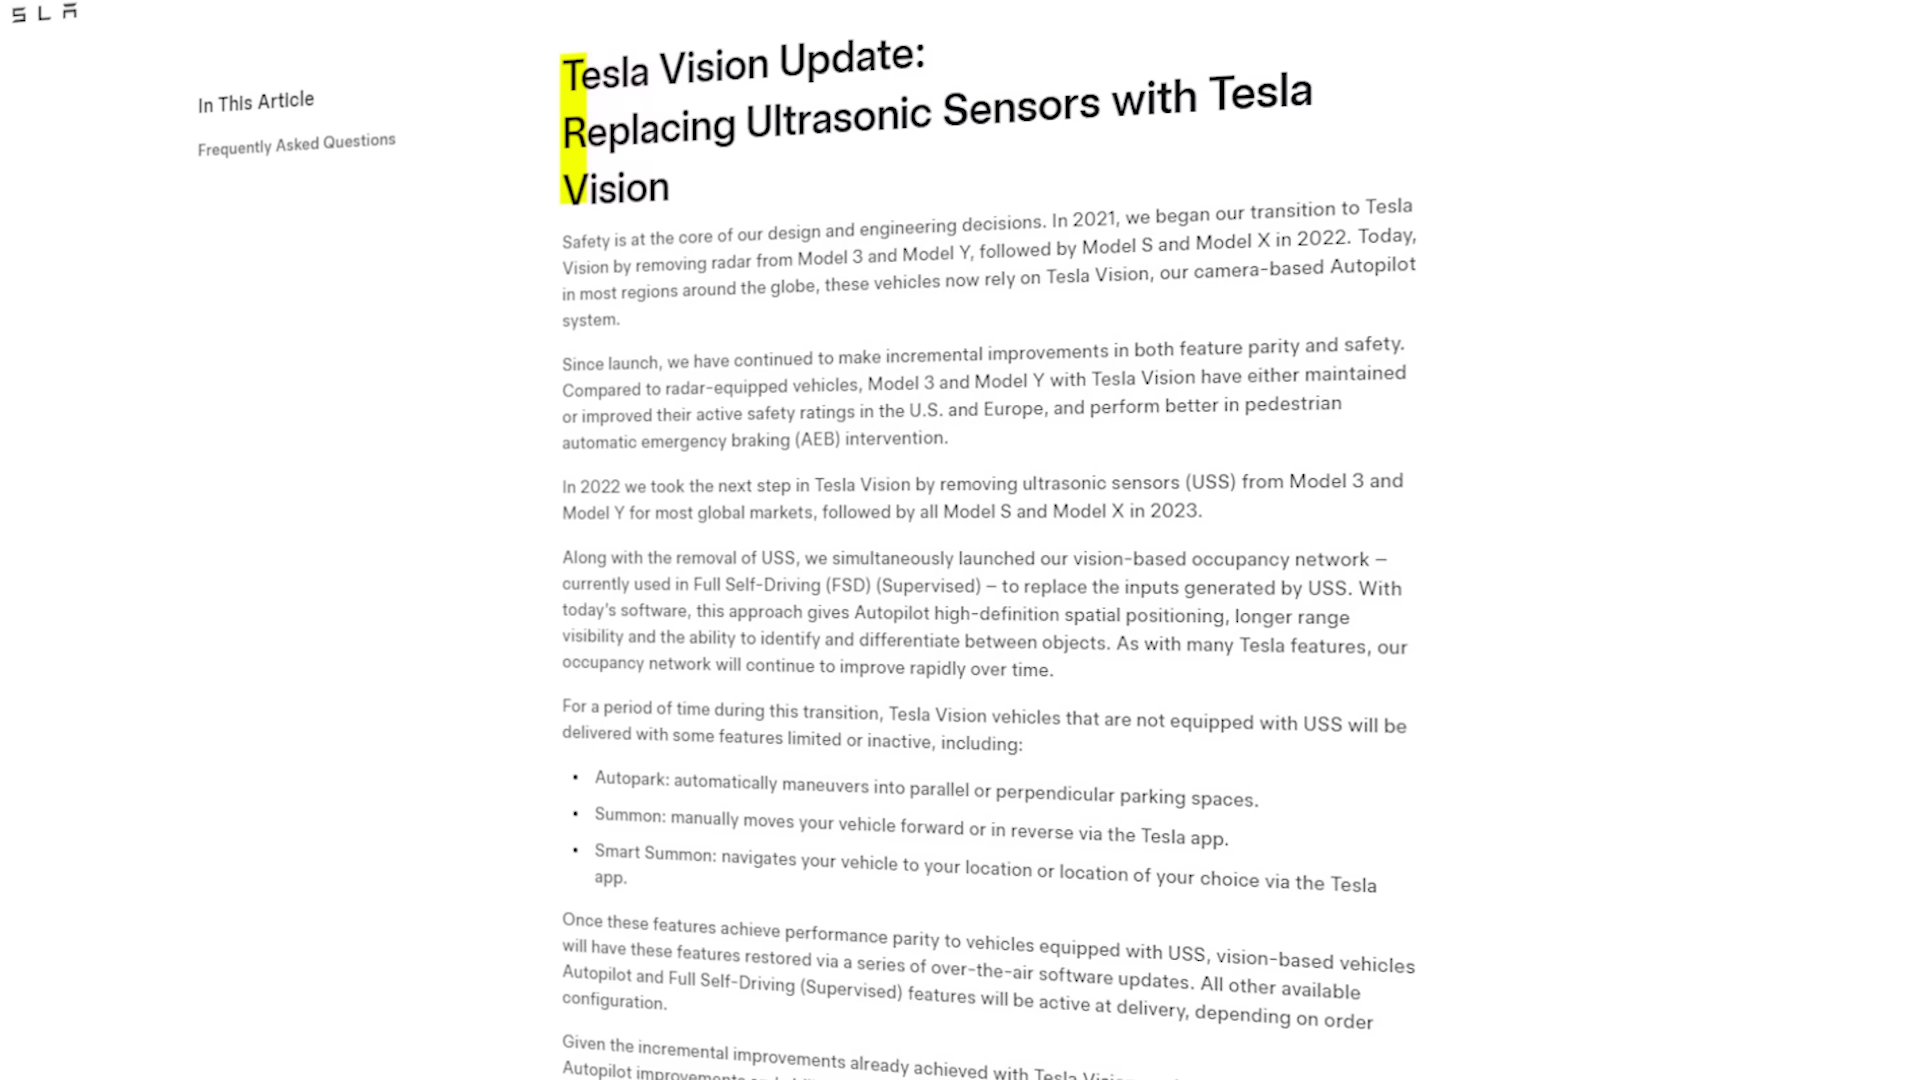 SLA
In This Article
Frequently Asked Questions
Tesla Vision Update:
Replacing Ultrasonic Sensors with Tesla
Vision
Safety is at the core of our design and engineering decisions. In 2021, we began our transition to Tesla
Vision by removing radar from Model 3 and Model Y, followed by Model S and Model X in 2022. Today,
in most regions around the globe, these vehicles now rely on Tesla Vision, our camera-based Autopilot
system.
Since launch, we have continued to make incremental improvements in both feature parity and safety.
Compared to radar-equipped vehicles, Model 3 and Model Y with Tesla Vision have either maintained
or improved their active safety ratings in the U.S. and Europe, and perform better in pedestrian
automatic emergency braking (AEB) intervention.
In 2022 we took the next step in Tesla Vision by removing ultrasonic sensors (USS) from Model 3 and
Model Y for most global markets, followed by all Model S and Model X in 2023.
Along with the removal of USS, we simultaneously launched our vision-based occupancy network –
currently used in Full Self-Driving (FSD) (Supervised) – to replace the inputs generated by USS. With
today's software, this approach gives Autopilot high-definition spatial positioning, longer range
visibility and the ability to identify and differentiate between objects. As with many Tesla features, our
occupancy network will continue to improve rapidly over time.
For a period of time during this transition, Tesla Vision vehicles that are not equipped with USS will be
delivered with some features limited or inactive, including:
▪ Autopark: automatically maneuvers into parallel or perpendicular parking spaces.
▪ Summon: manually moves your vehicle forward or in reverse via the Tesla app.
▪ Smart Summon: navigates your vehicle to your location or location of your choice via the Tesla
app.
Once these features achieve performance parity to vehicles equipped with USS, vision-based vehicles
will have these features restored via a series of over-the-air software updates. All other available
Autopilot and Full Self-Driving (Supervised) features will be active at delivery, depending on order
configuration.
Given the incremental improvements already achieved with Tesla Vision
Autopilot improvements